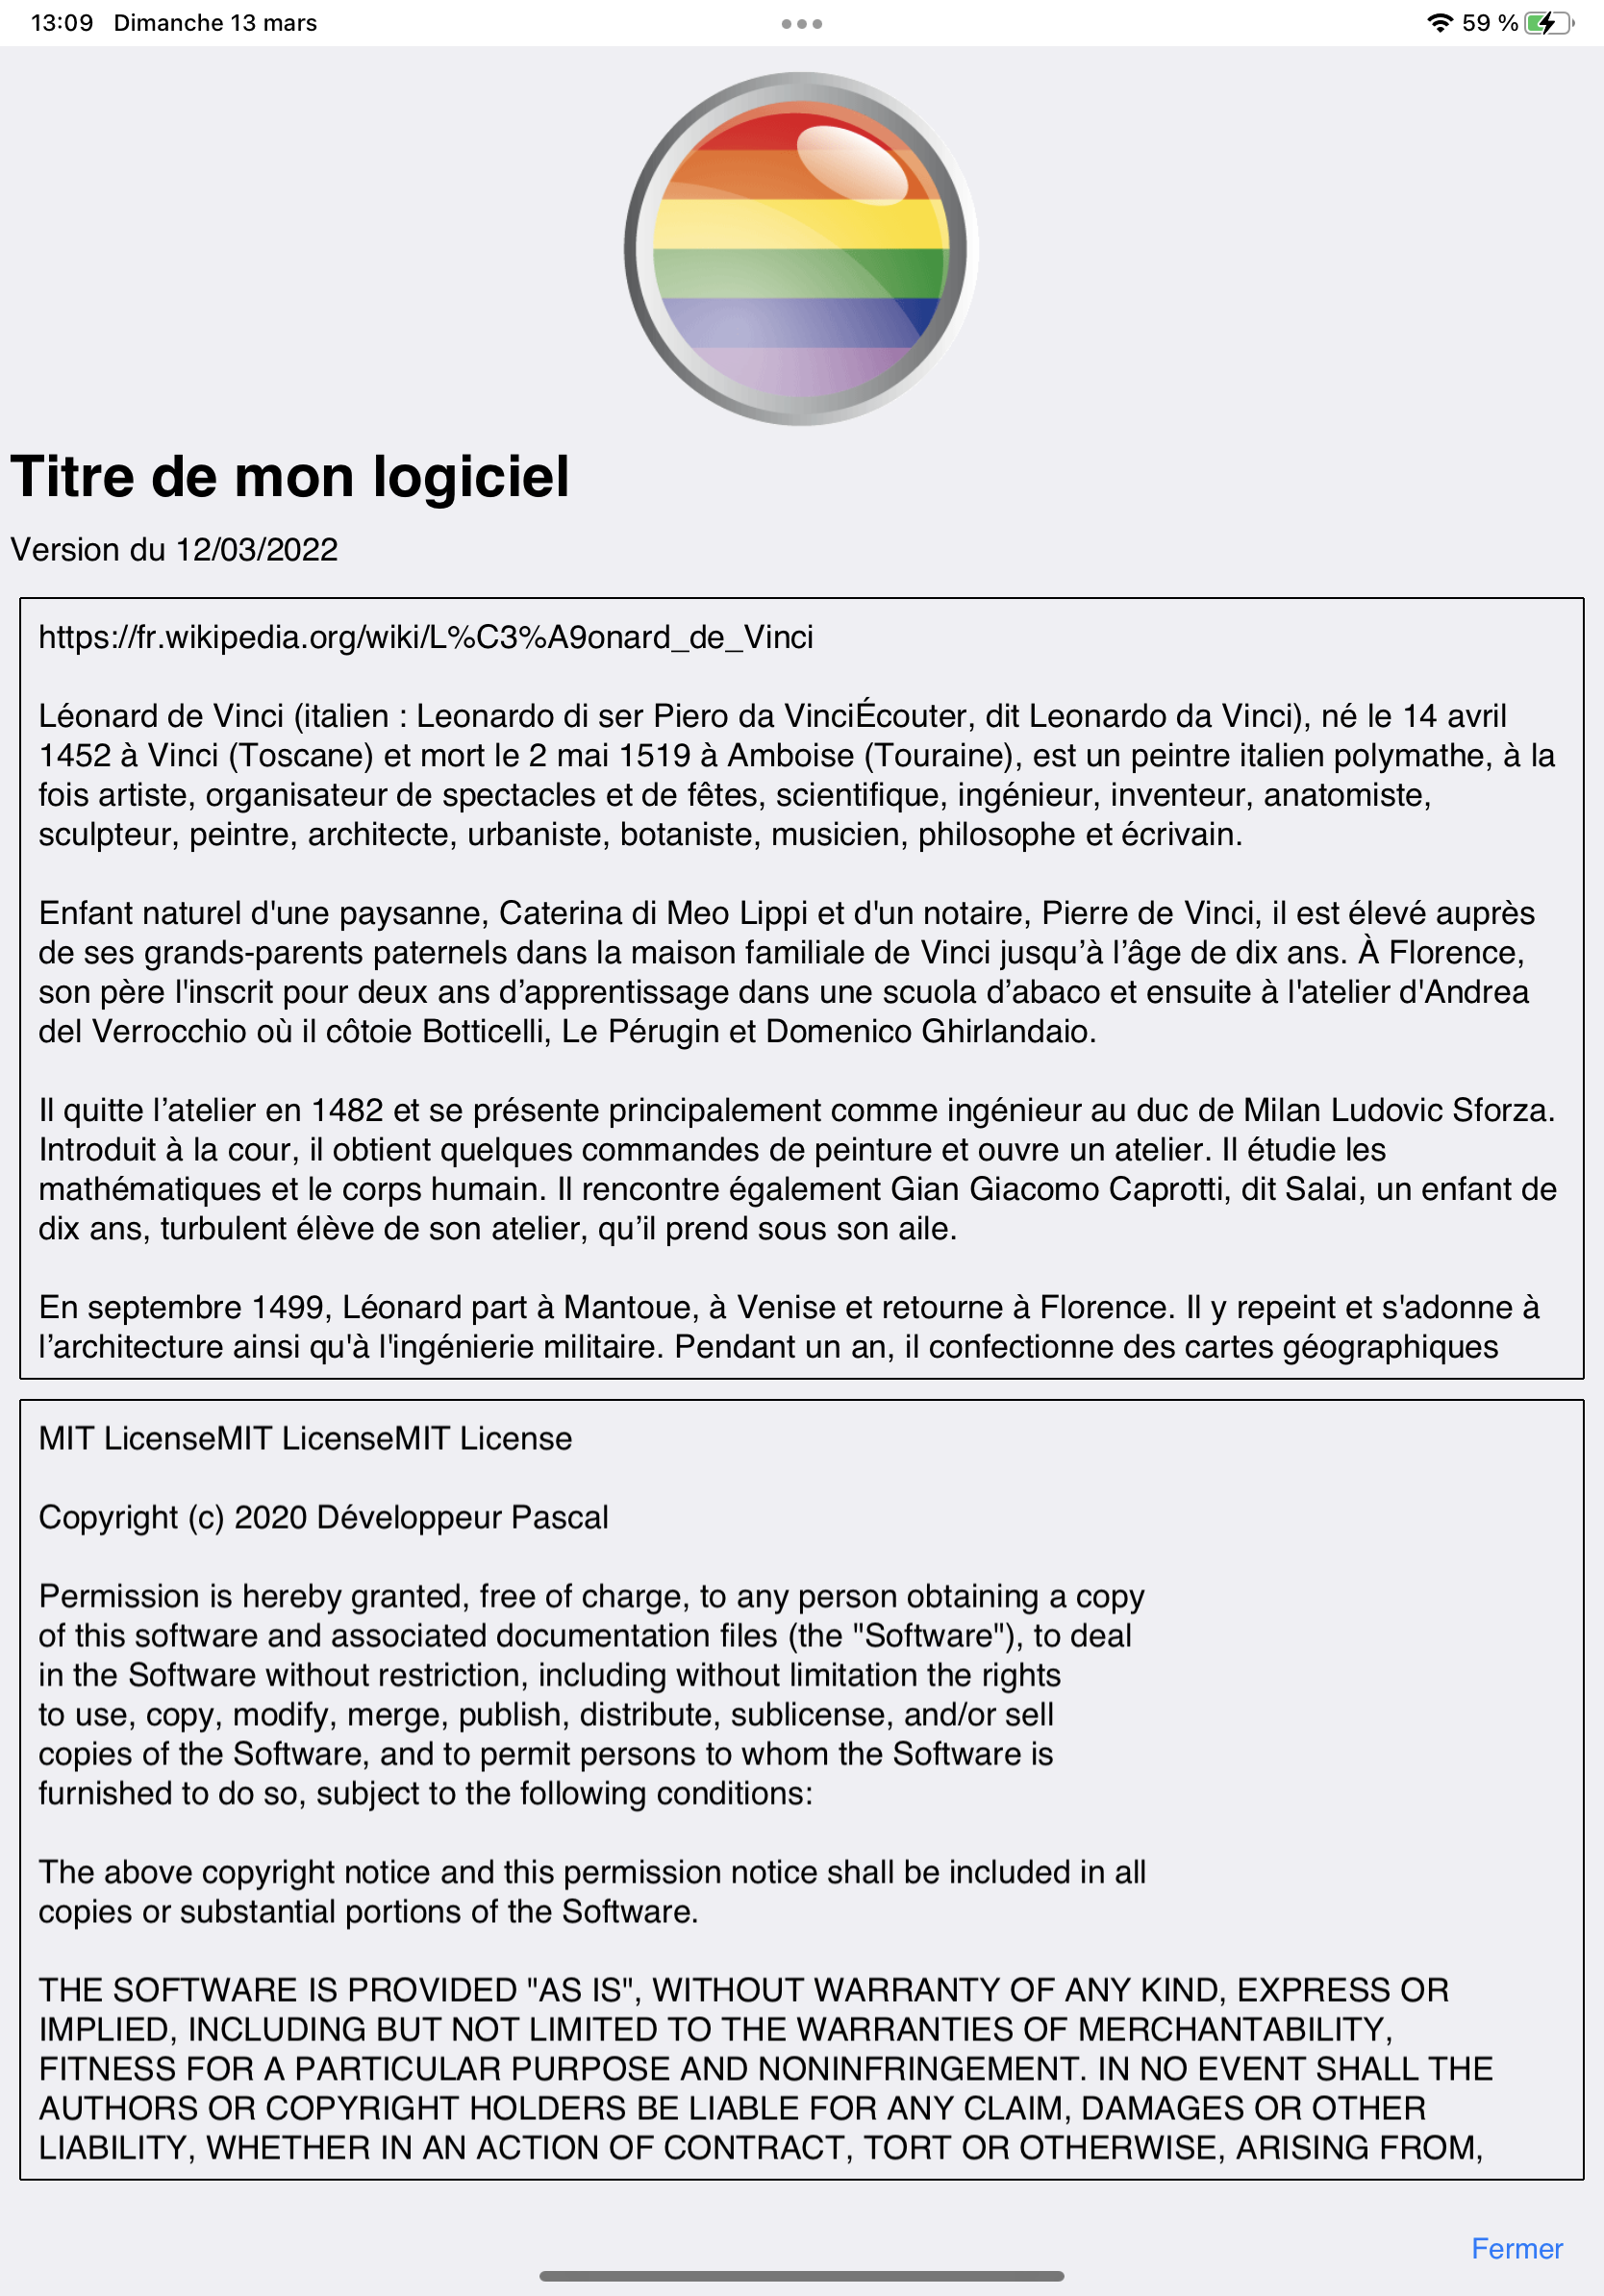 13:09 Dimanche 13 mars
59 %
Titre de mon logiciel
Version du 12/03/2022
https://fr.wikipedia.org/wiki/L%C3%A9onard_de_Vinci
Léonard de Vinci (italien : Leonardo di ser Piero da VinciÉcouter, dit Leonardo da Vinci), né le 14 avril
1452 à Vinci (Toscane) et mort le 2 mai 1519 à Amboise (Touraine), est un peintre italien polymathe, à la
fois artiste, organisateur de spectacles et de fêtes, scientifique, ingénieur, inventeur, anatomiste,
sculpteur, peintre, architecte, urbaniste, botaniste, musicien, philosophe et écrivain.
Enfant naturel d'une paysanne, Caterina di Meo Lippi et d'un notaire, Pierre de Vinci, il est élevé auprès
de ses grands-parents paternels dans la maison familiale de Vinci jusqu’à l’âge de dix ans. À Florence,
son père l'inscrit pour deux ans d’apprentissage dans une scuola d’abaco et ensuite à l'atelier d'Andrea
del Verrocchio où il côtoie Botticelli, Le Pérugin et Domenico Ghirlandaio.
Il quitte l’atelier en 1482 et se présente principalement comme ingénieur au duc de Milan Ludovic Sforza.
Introduit à la cour, il obtient quelques commandes de peinture et ouvre un atelier. Il étudie les
mathématiques et le corps humain. Il rencontre également Gian Giacomo Caprotti, dit Salai, un enfant de
dix ans, turbulent élève de son atelier, qu’il prend sous son aile.
En septembre 1499, Léonard part à Mantoue, à Venise et retourne à Florence. Il y repeint et s'adonne à
l’architecture ainsi qu'à l'ingénierie militaire. Pendant un an, il confectionne des cartes géographiques
MIT LicenseMIT LicenseMIT License
Copyright (c) 2020 Développeur Pascal
Permission is hereby granted, free of charge, to any person obtaining a copy
of this software and associated documentation files (the "Software"), to deal
in the Software without restriction, including without limitation the rights
to use, copy, modify, merge, publish, distribute, sublicense, and/or sell
copies of the Software, and to permit persons to whom the Software is
furnished to do so, subject to the following conditions:
The above copyright notice and this permission notice shall be included in all
copies or substantial portions of the Software.
THE SOFTWARE IS PROVIDED "AS IS", WITHOUT WARRANTY OF ANY KIND, EXPRESS OR
IMPLIED, INCLUDING BUT NOT LIMITED TO THE WARRANTIES OF MERCHANTABILITY,
FITNESS FOR A PARTICULAR PURPOSE AND NONINFRINGEMENT. IN NO EVENT SHALL THE
AUTHORS OR COPYRIGHT HOLDERS BE LIABLE FOR ANY CLAIM, DAMAGES OR OTHER
LIABILITY, WHETHER IN AN ACTION OF CONTRACT, TORT OR OTHERWISE, ARISING FROM,
Fermer